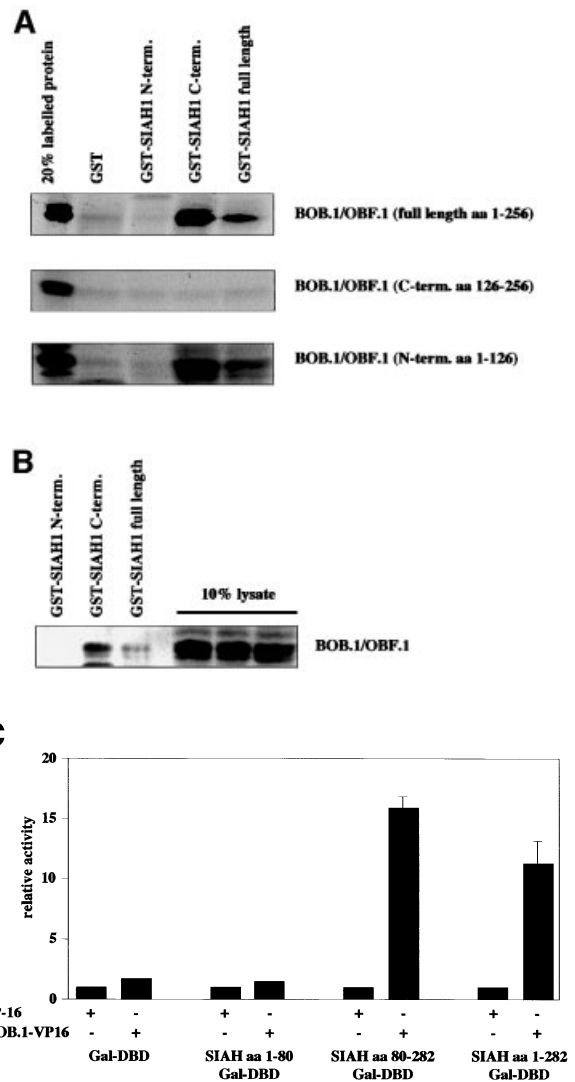 A
20% labelled protein
GST
GST-SIAH1 N-term.
GST-SIAH1 C-term.
GST-SIAH1 full length
BOB.1/OBF.1 (full length aa 1-256)
BOB.1/OBF.1 (C-term. aa 126-256)
BOB.1/OBF.1 (N-term. aa 1-126)
B
GST-SIAH1 N-term.
GST-SIAH1 C-term.
GST-SIAH1 full length
10% lysate
BOB.1/OBF.1
relative activity
20
15
10
5
0
-16 + - + - + - + -
OB.1-VP16 - + - + - + - +
Gal-DBD SIAH aa 1-80 SIAH aa 80-282 SIAH aa 1-282
Gal-DBD Gal-DBD Gal-DBD